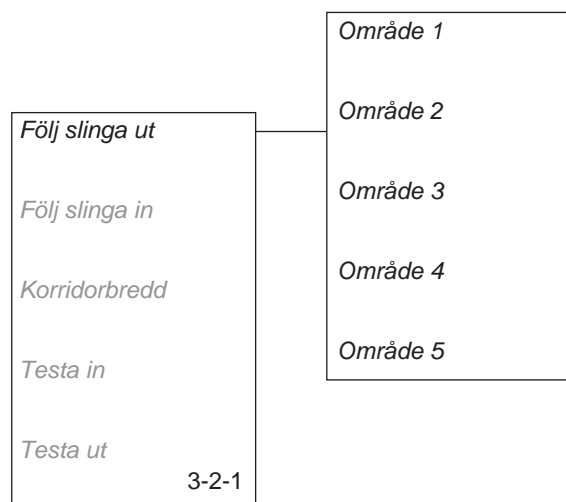 Följ slinga ut
Följ slinga in
Korridorbredd
Testa in
Testa ut
3-2-1
Område 1
Område 2
Område 3
Område 4
Område 5